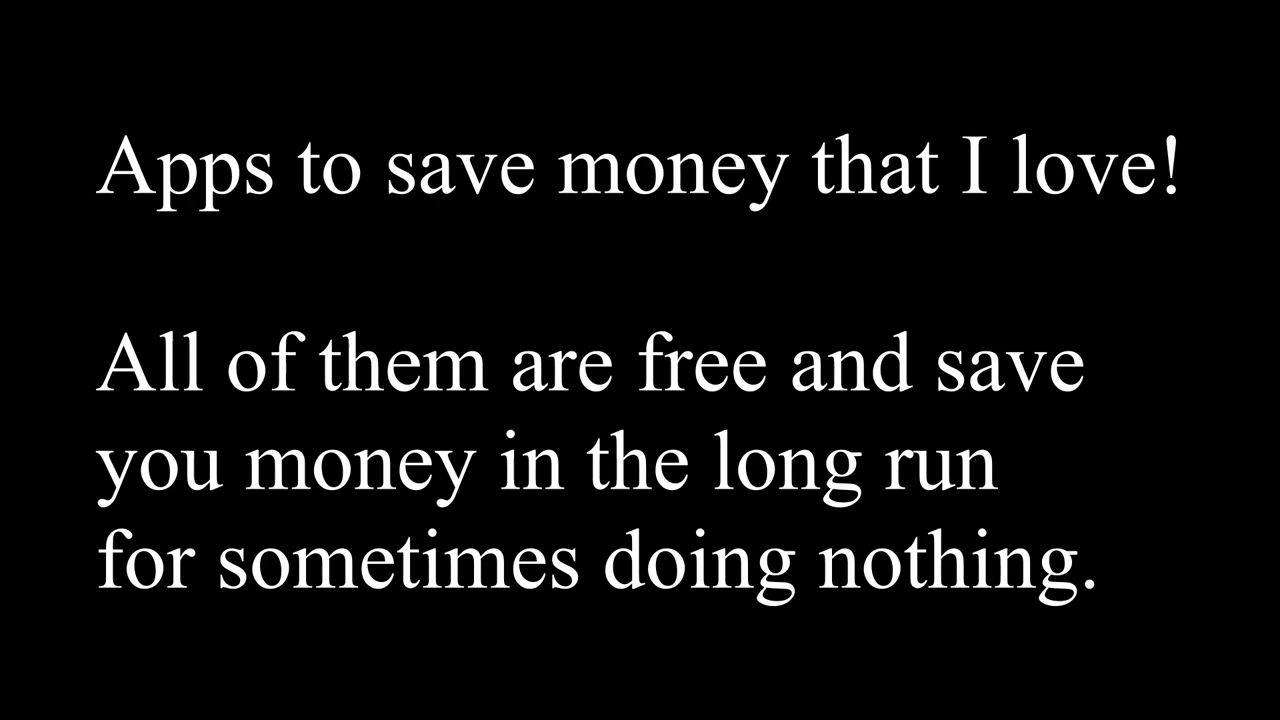 Apps to save money that I love!
All of them are free and save
you money in the long run
for sometimes doing nothing.